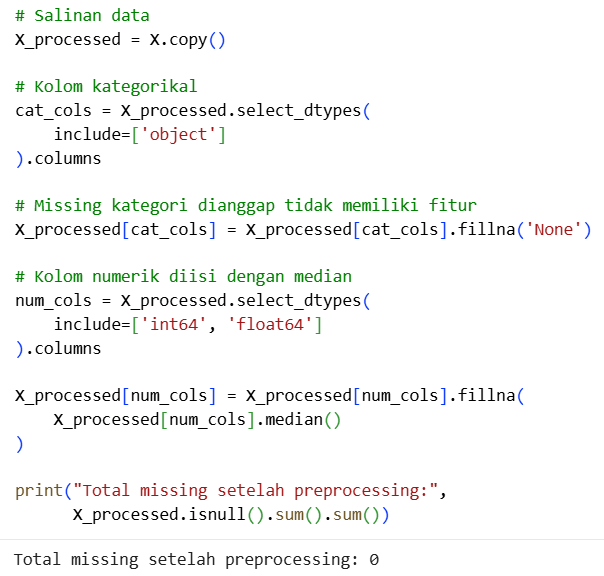 # Salinan data
X_processed = X.copy()

# Kolom kategorikal
cat_cols = X_processed.select_dtypes(
    include=['object']
).columns

# Missing kategori dianggap tidak memiliki fitur
X_processed[cat_cols] = X_processed[cat_cols].fillna('None')

# Kolom numerik diisi dengan median
num_cols = X_processed.select_dtypes(
    include=['int64', 'float64']
).columns

X_processed[num_cols] = X_processed[num_cols].fillna(
    X_processed[num_cols].median()
)

print("Total missing setelah preprocessing:",
      X_processed.isnull().sum().sum())
Total missing setelah preprocessing: 0